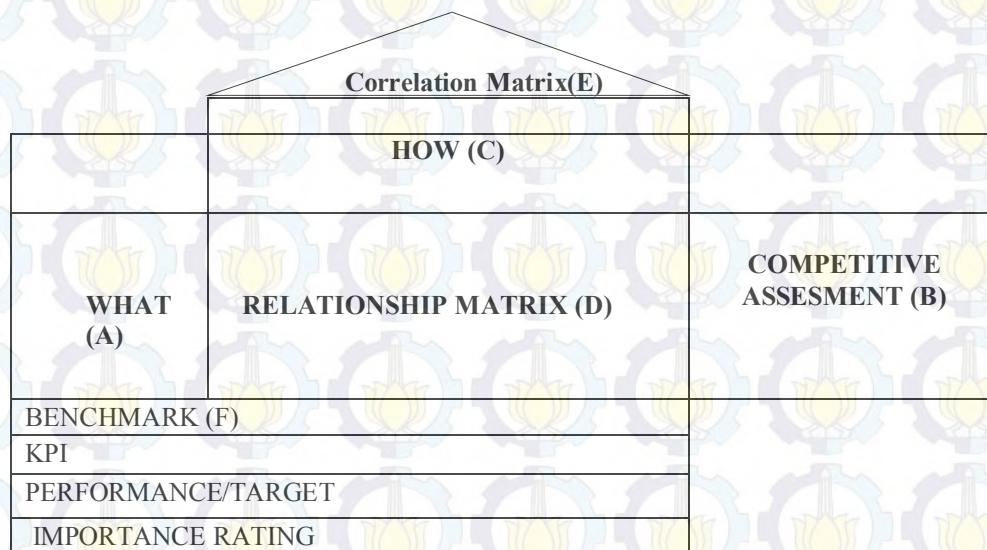 Correlation Matrix(E)
HOW (C)
WHAT
(A)
RELATIONSHIP MATRIX (D)
COMPETITIVE
ASSESMENT (B)
BENCHMARK (F)
KPI
PERFORMANCE/TARGET
IMPORTANCE RATING